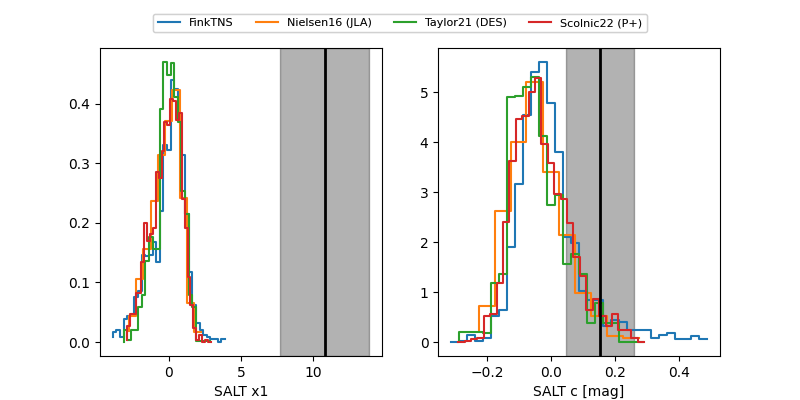 FinkTNS Nielsen16 (JLA) Taylor21 (DES) Scolnic22 (P+)
0.4
0.3
0.2
0.1
0.0
0 5 10
SALT x1
5
4
3
2
1
0
−0.2 0.0 0.2 0.4
SALT c [mag]